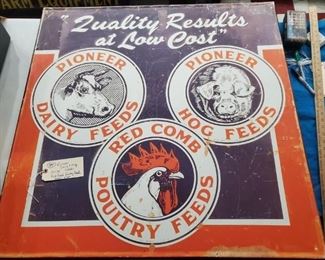 "Quality Results
at Low Cost"
PIONEER
DAIRY FEEDS
PIONEER
HOG FEEDS
RED COMB
POULTRY FEEDS